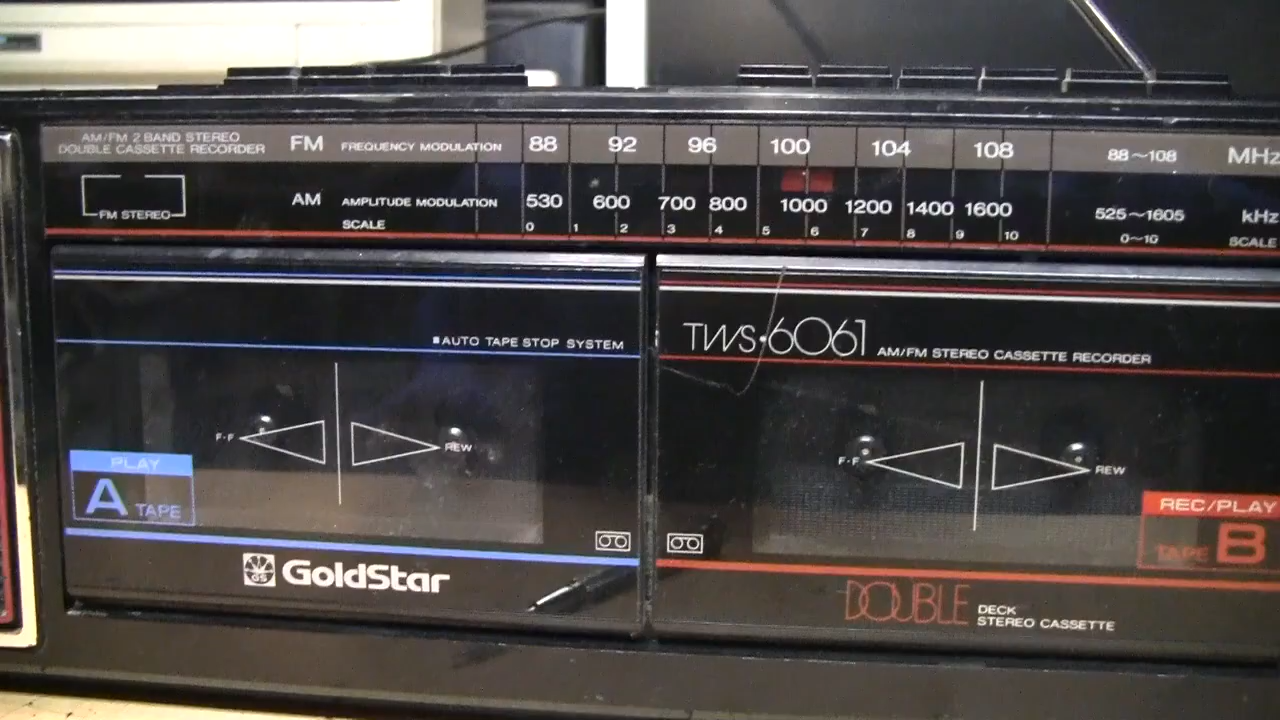 AM/FM 2 BAND STEREO
DOUBLE CASSETTE RECORDER
FM FREQUENCY MODULATION 88 92 96 100 104 108 88~108 MHz
FM STEREO
AM AMPLITUDE MODULATION 530 600 700 800 1000 1200 1400 1600 525~1605 kHz
SCALE 0 1 2 3 4 5 6 7 8 9 10 0~10 SCALE
AUTO TAPE STOP SYSTEM
F·F REW
PLAY
A TAPE
GS GoldStar
TWS·6061 AM/FM STEREO CASSETTE RECORDER
F·F REW
REC/PLAY
TAPE B
DOUBLE DECK
STEREO CASSETTE